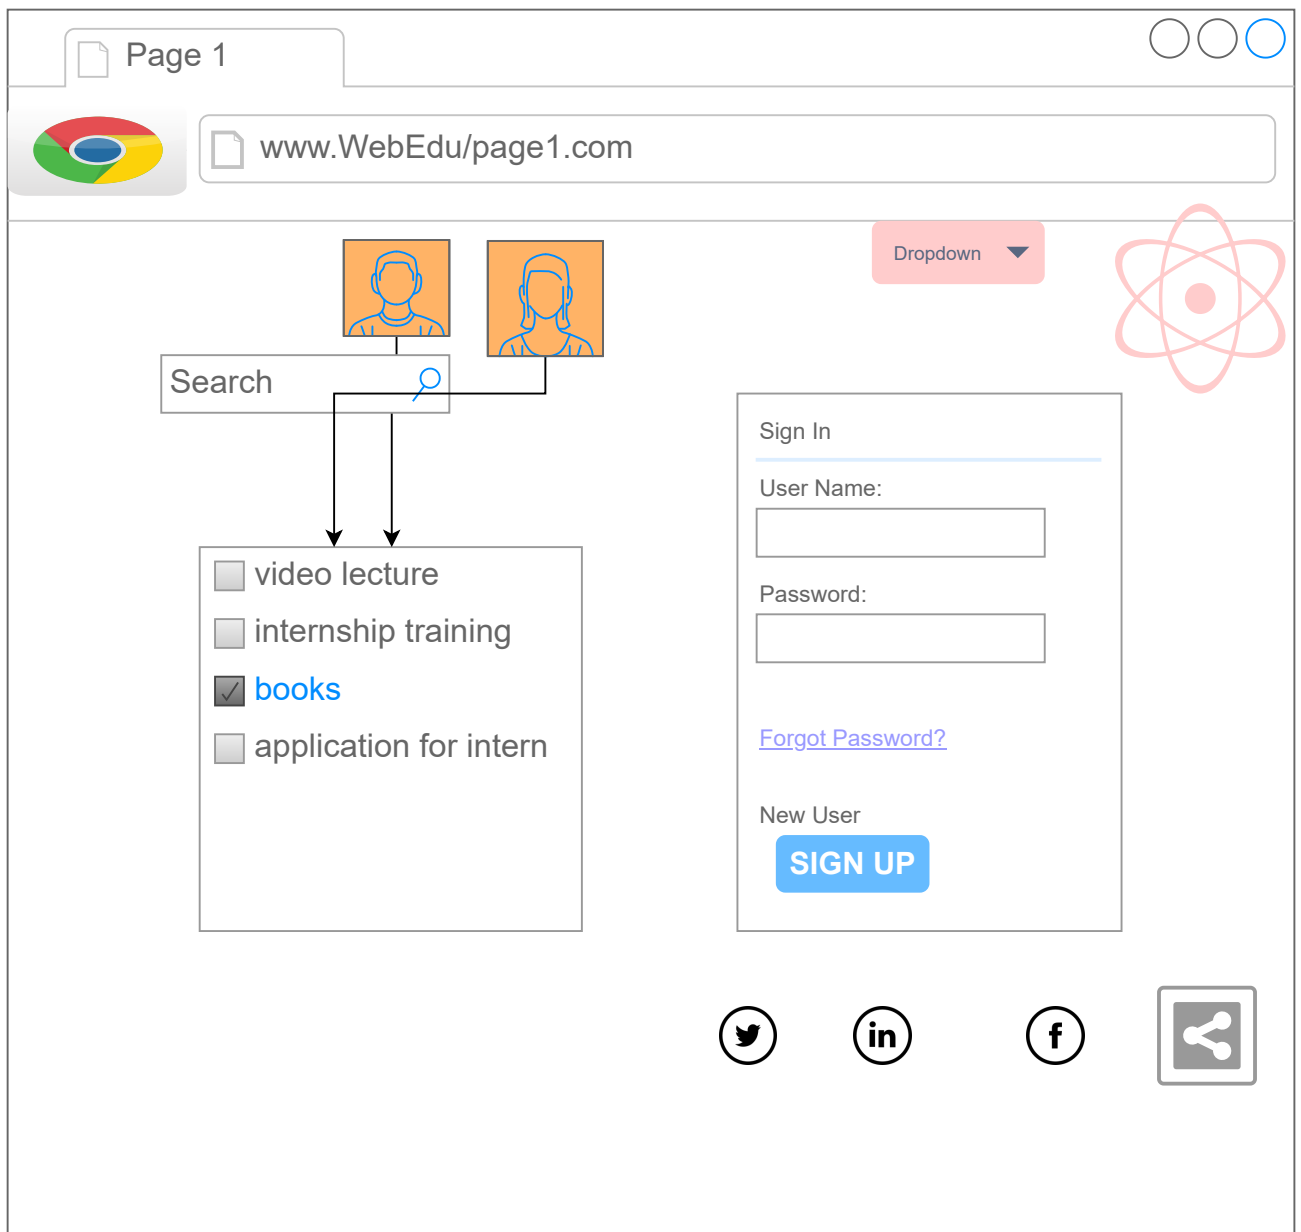 Page 1
www.WebEdu/page1.com
Dropdown
Search
video lecture
internship training
books
application for intern
Sign In
User Name:
Password:
Forgot Password?
New User
SIGN UP
in
f